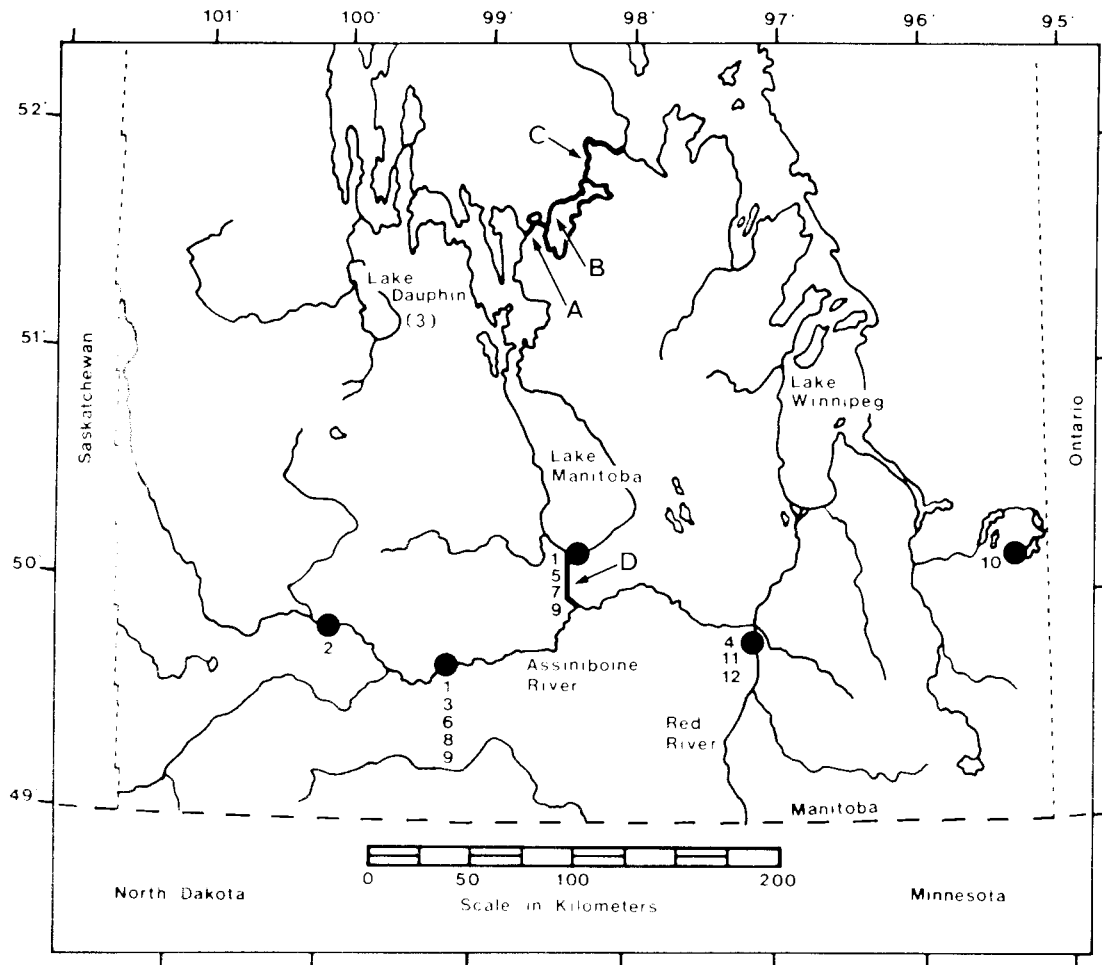 101° 100° 99° 98° 97° 96° 95°
52°
C
B
A
Lake
Dauphin
(3)
51°
Saskatchewan
Lake
Winnipeg
Ontario
Lake
Manitoba
50°
1
5
7
9
D
10
2
4
11
12
Assiniboine
River
1
3
6
8
9
Red
River
49°
Manitoba
0 50 100 200
Scale in Kilometers
North Dakota
Minnesota